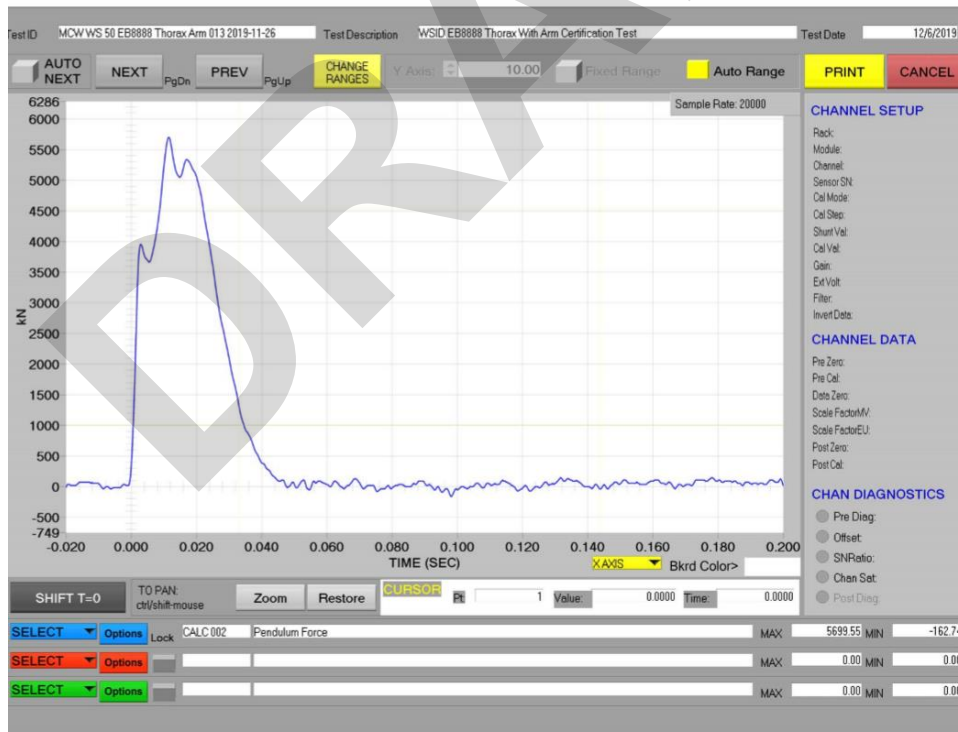 Test ID MCW WS 50 EB8888 Thorax Arm 013 2019-11-26 Test Description WSID EB8888 Thorax With Arm Certification Test Test Date 12/6/2019
AUTO NEXT NEXT PgDn PREV PgUp CHANGE RANGES Y Axis: 10.00 Fixed Range Auto Range PRINT CANCEL
Sample Rate: 20000
6286
6000
5500
5000
4500
4000
3500
3000
2500
2000
1500
1000
500
0
-500
-749
kN
-0.020 0.000 0.020 0.040 0.060 0.080 0.100 0.120 0.140 0.160 0.180 0.200
TIME (SEC) X AXIS Bkrd Color>
CHANNEL SETUP
Rack:
Module:
Channel:
Sensor SN:
Cal Mode:
Cal Step:
Shunt Val:
Cal Val:
Gain:
Ext Volt:
Filter:
Invert Data:
CHANNEL DATA
Pre Zero:
Pre Cal:
Data Zero:
Scale FactorMV:
Scale FactorEU:
Post Zero:
Post Cal:
CHAN DIAGNOSTICS
Pre Diag:
Offset:
SNRatio:
Chan Sat:
Post Diag:
SHIFT T=0 TO PAN: ctrl/shift-mouse Zoom Restore CURSOR Pt: 1 Value: 0.0000 Time: 0.0000
SELECT Options Lock CALC 002 Pendulum Force MAX 5699.55 MIN -162.74
SELECT Options MAX 0.00 MIN 0.00
SELECT Options MAX 0.00 MIN 0.00
DRA